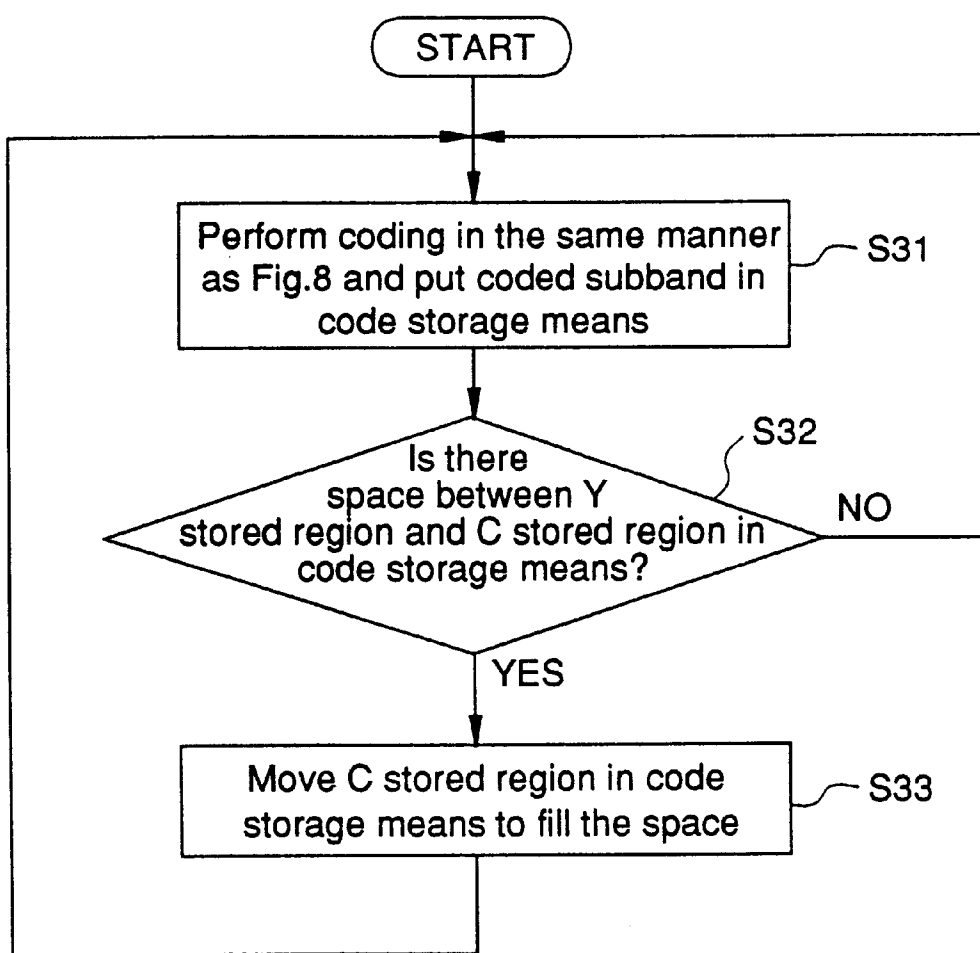 START
Perform coding in the same manner
as Fig.8 and put coded subband in
code storage means
S31
Is there
space between Y
stored region and C stored region in
code storage means?
S32
NO
YES
Move C stored region in code
storage means to fill the space
S33